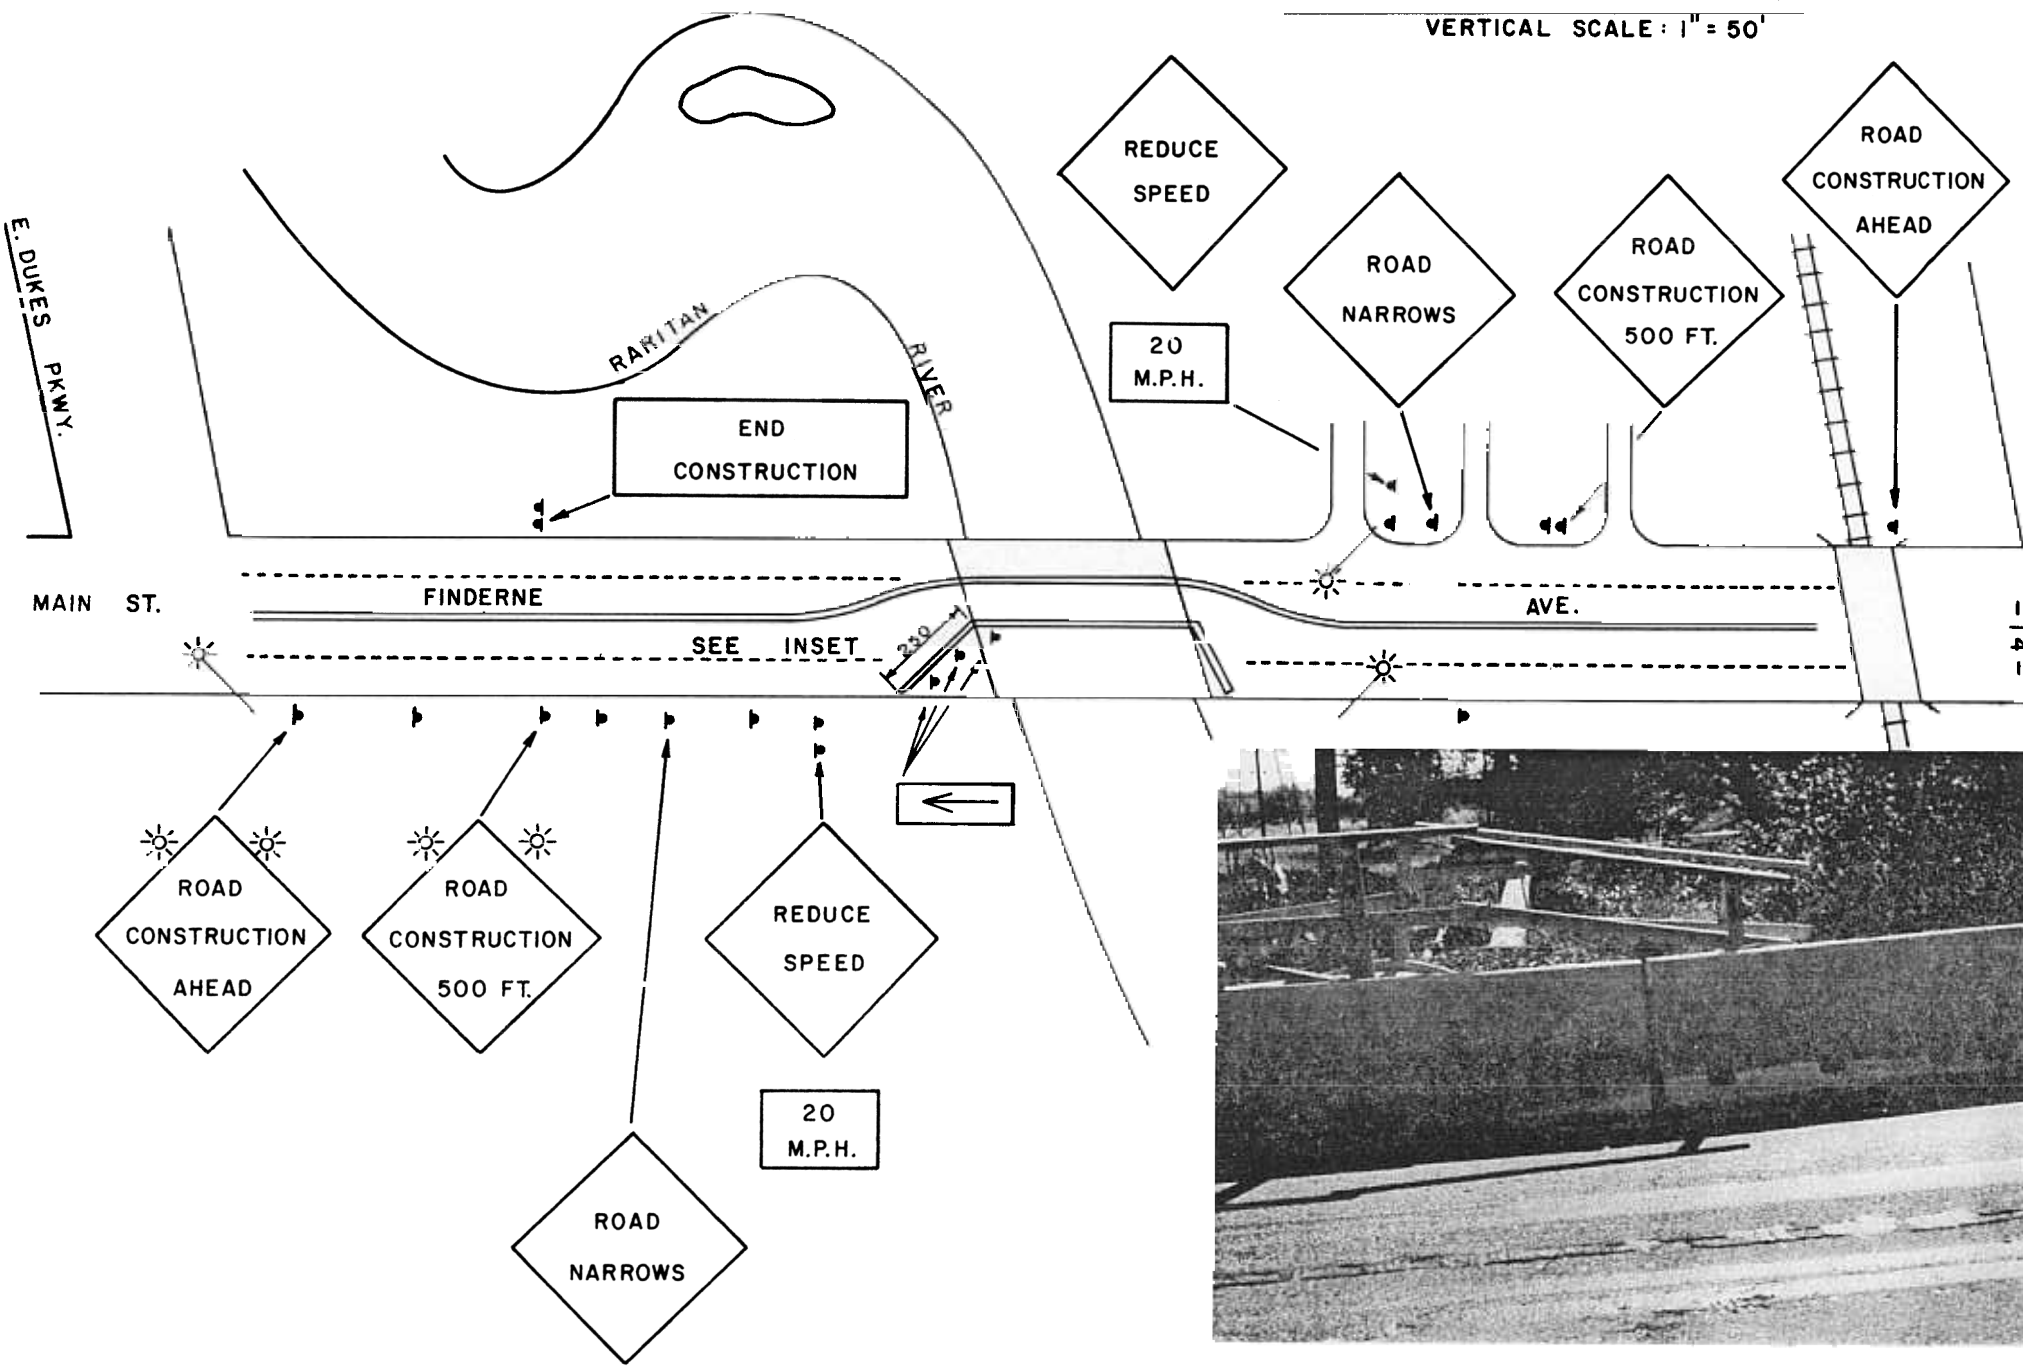 VERTICAL SCALE: 1" = 50'
REDUCE
SPEED
20
M.P.H.
ROAD
NARROWS
ROAD
CONSTRUCTION
500 FT.
ROAD
CONSTRUCTION
AHEAD
E. DUKES PKWY.
RARITAN
RIVER
END
CONSTRUCTION
MAIN ST.
FINDERNE
AVE.
SEE INSET
230
ROAD
CONSTRUCTION
AHEAD
ROAD
CONSTRUCTION
500 FT.
REDUCE
SPEED
20
M.P.H.
ROAD
NARROWS